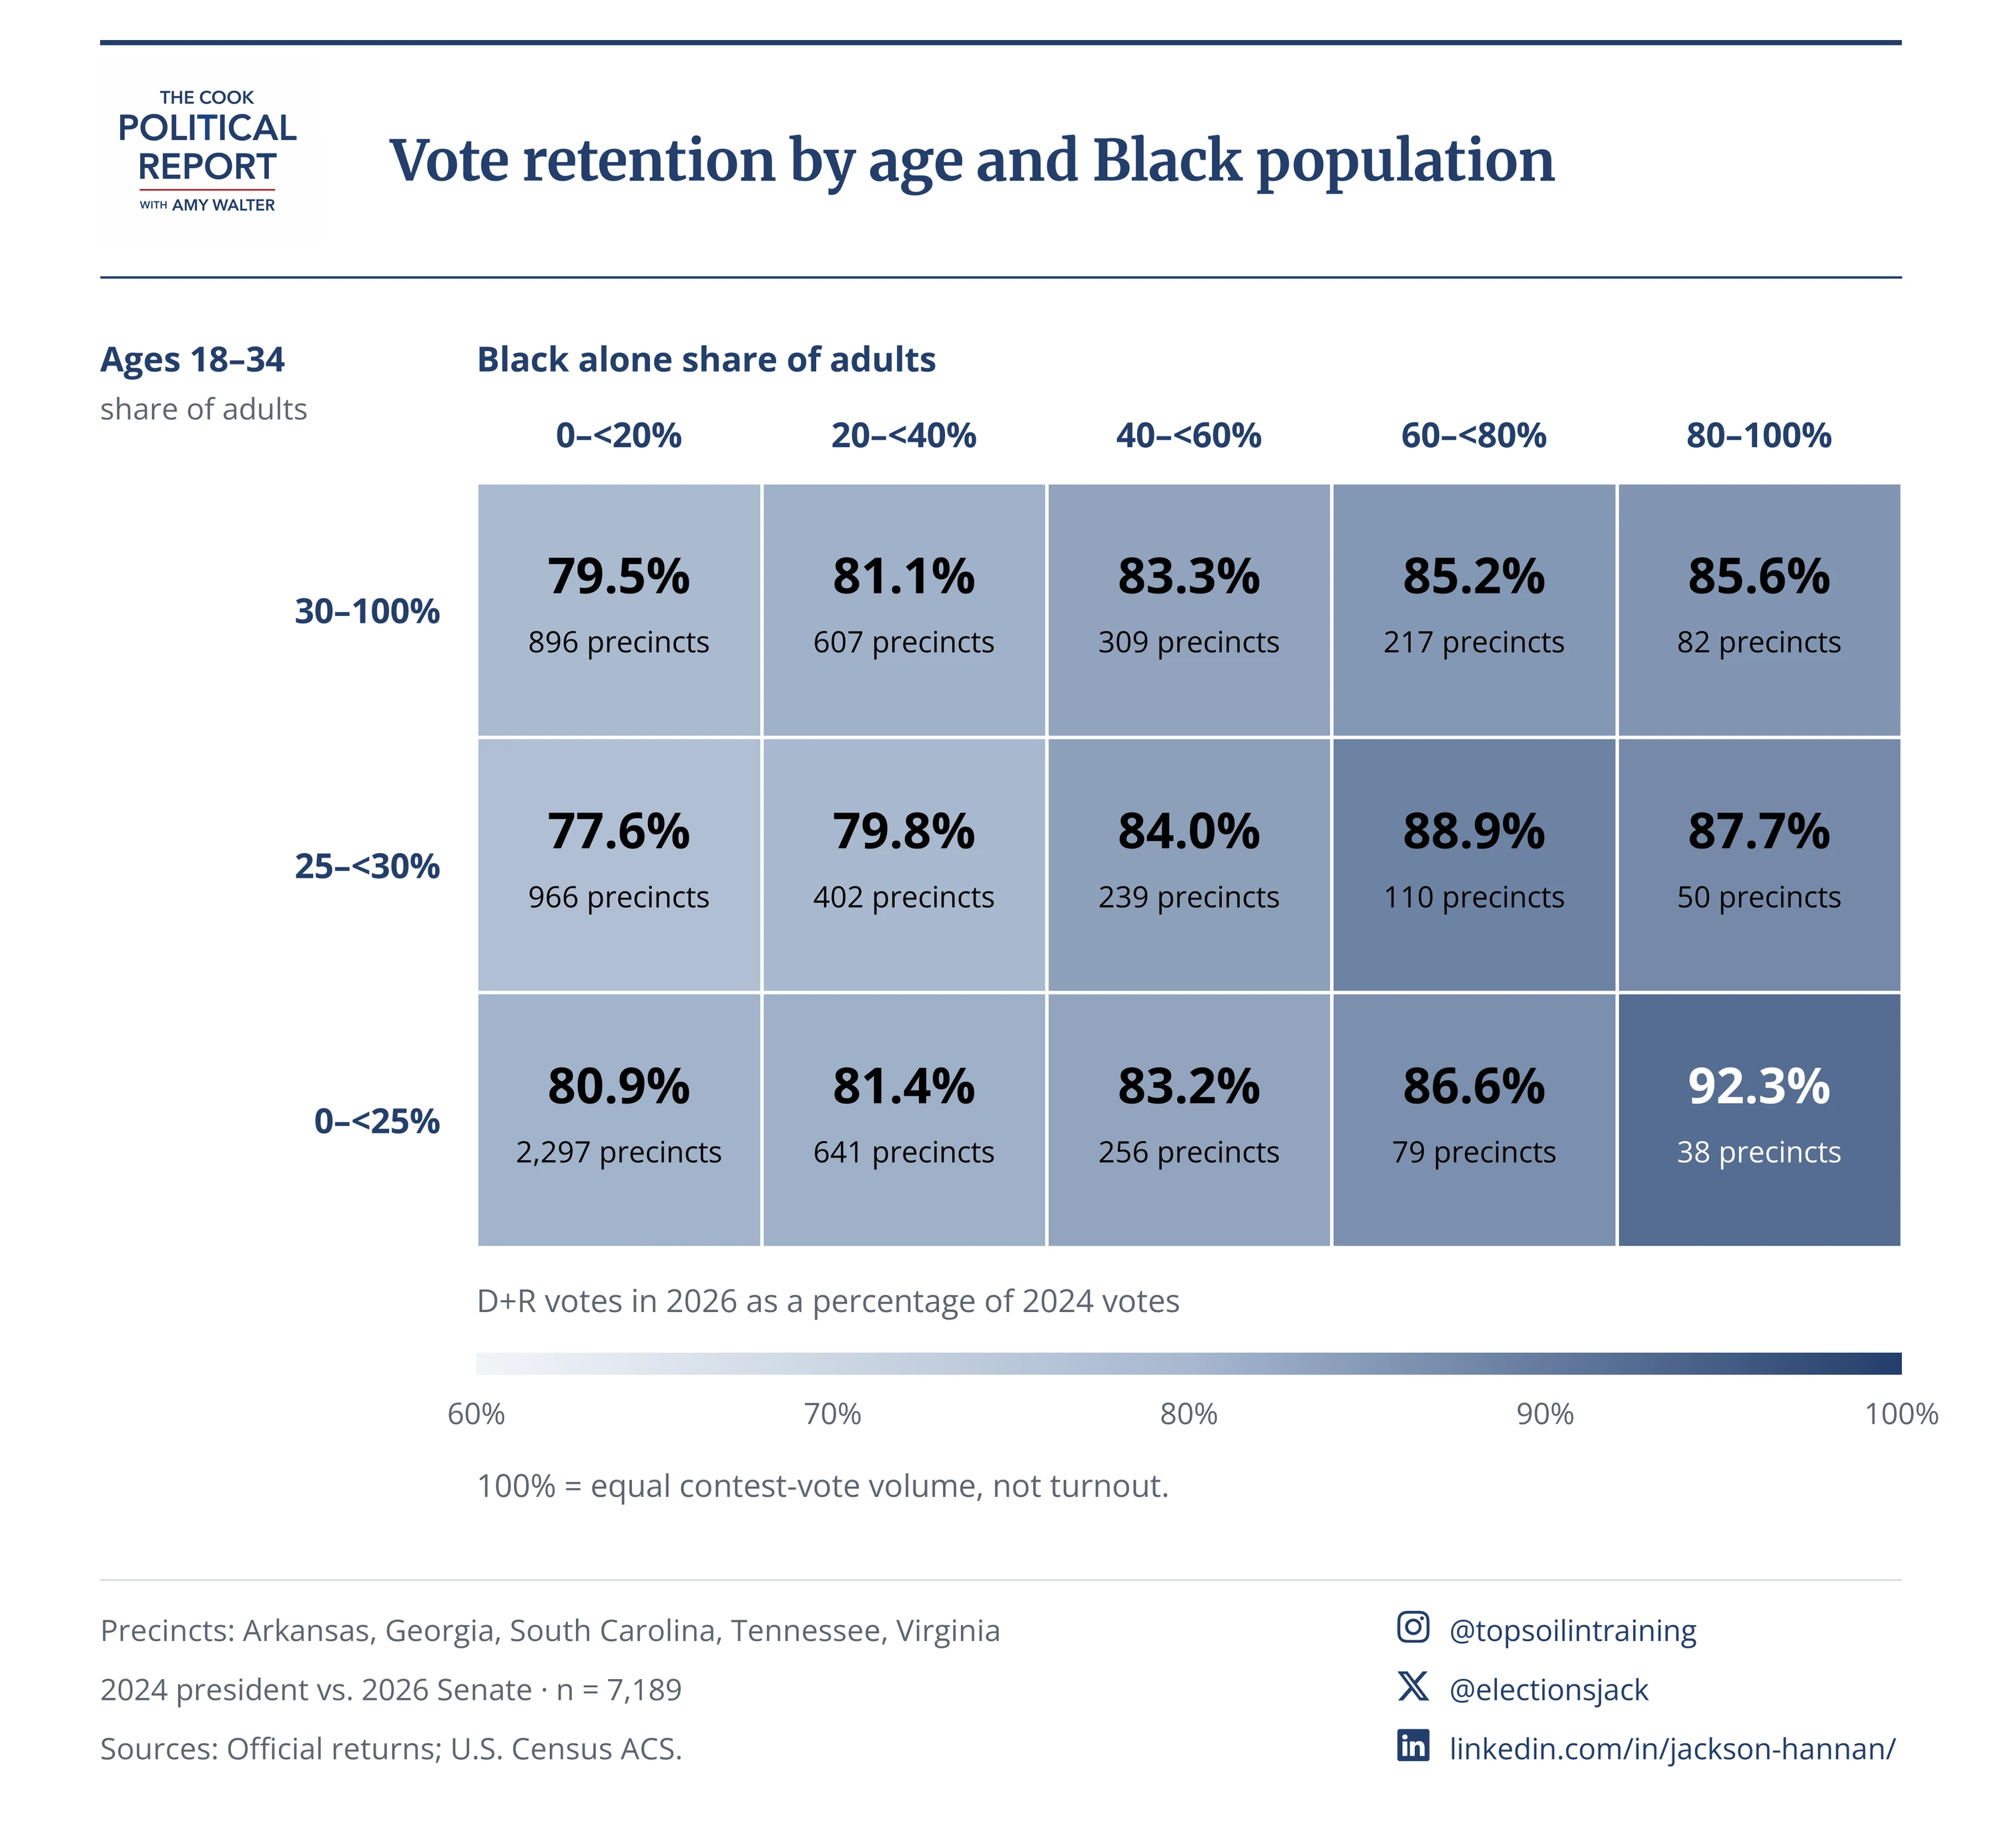 THE COOK
POLITICAL
REPORT
WITH AMY WALTER
Vote retention by age and Black population
Ages 18–34
share of adults
Black alone share of adults
0–<20% 20–<40% 40–<60% 60–<80% 80–100%
30–100%
79.5% 81.1% 83.3% 85.2% 85.6%
896 precincts 607 precincts 309 precincts 217 precincts 82 precincts
25–<30%
77.6% 79.8% 84.0% 88.9% 87.7%
966 precincts 402 precincts 239 precincts 110 precincts 50 precincts
0–<25%
80.9% 81.4% 83.2% 86.6% 92.3%
2,297 precincts 641 precincts 256 precincts 79 precincts 38 precincts
D+R votes in 2026 as a percentage of 2024 votes
60% 70% 80% 90% 100%
100% = equal contest-vote volume, not turnout.
Precincts: Arkansas, Georgia, South Carolina, Tennessee, Virginia
2024 president vs. 2026 Senate · n = 7,189
Sources: Official returns; U.S. Census ACS.
@topsoilintraining
@electionsjack
linkedin.com/in/jackson-hannan/